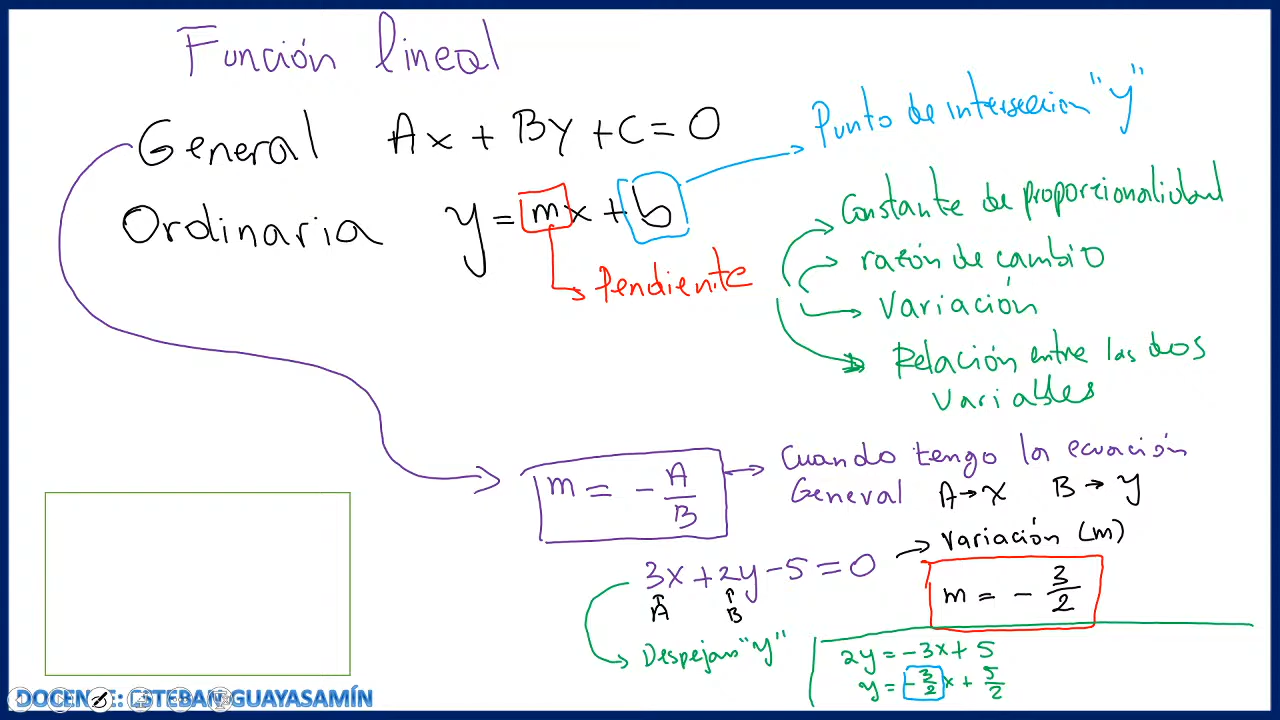 Función lineal
General Ax + By + C = 0
Punto de intersección "y"
Ordinaria y = mx + b
Pendiente
Constante de proporcionalidad
razón de cambio
Variación
Relación entre las dos
variables
m = - A/B
Cuando tengo la ecuación
General A→x B→y
3x + 2y - 5 = 0
A B
Variación (m)
m = - 3/2
Despejam "y"
2y = -3x + 5
y = -3/2 x + 5/2
DOCENTE: ESTEBAN GUAYASAMÍN